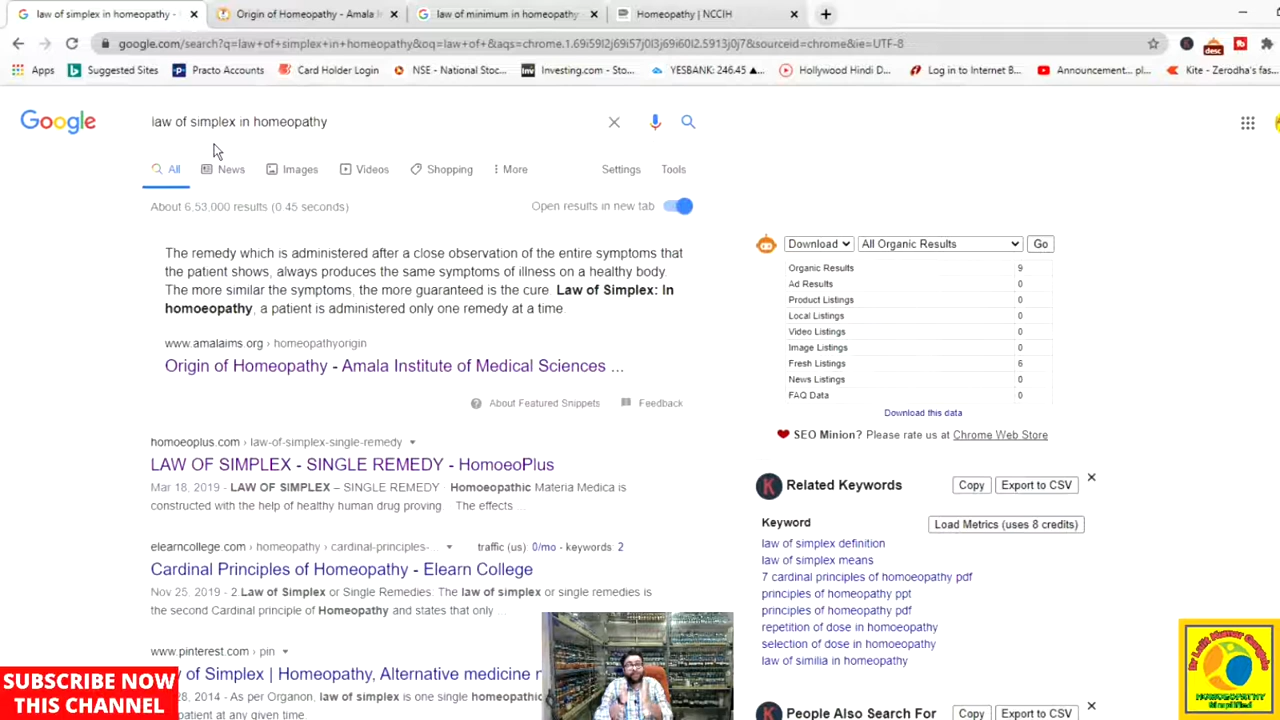 law of simplex in homeopathy -
Origin of Homeopathy - Amala I
law of minimum in homeopathy
Homeopathy | NCCIH
google.com/search?q=law+of+simplex+in+homeopathy&oq=law+of+&aqs=chrome.1.69i59l2j69i57j0l3j69i60l2.5913j0j7&sourceid=chrome&ie=UTF-8
desc
Apps Suggested Sites Practo Accounts Card Holder Login NSE - National Stoc... Inv Investing.com - Sto... YESBANK: 246.45 ▲... Hollywood Hindi D... Log in to Internet B... Announcement... pl... Kite - Zerodha's fas...
Google law of simplex in homeopathy
All News Images Videos Shopping More Settings Tools
About 6,53,000 results (0.45 seconds) Open results in new tab
The remedy which is administered after a close observation of the entire symptoms that
the patient shows, always produces the same symptoms of illness on a healthy body.
The more similar the symptoms, the more guaranteed is the cure. Law of Simplex: In
homoeopathy, a patient is administered only one remedy at a time
www.amalaims.org › homeopathyorigin
Origin of Homeopathy - Amala Institute of Medical Sciences ...
About Featured Snippets Feedback
homoeoplus.com › law-of-simplex-single-remedy
LAW OF SIMPLEX - SINGLE REMEDY - HomoeoPlus
Mar 18, 2019 - LAW OF SIMPLEX – SINGLE REMEDY · Homoeopathic Materia Medica is
constructed with the help of healthy human drug proving. The effects ...
elearncollege.com › homeopathy › cardinal-principles-... traffic (us): 0/mo - keywords: 2
Cardinal Principles of Homeopathy - Elearn College
Nov 25, 2019 - 2.Law of Simplex or Single Remedies. The law of simplex or single remedies is
the second Cardinal principle of Homeopathy and states that only ...
www.pinterest.com › pin
of Simplex | Homeopathy, Alternative medicine
28, 2014 - As per Organon, law of simplex is one single homeopathic
patient at any given time.
Download All Organic Results Go
Organic Results 9
Ad Results 0
Product Listings 0
Local Listings 0
Video Listings 0
Image Listings 0
Fresh Listings 6
News Listings 0
FAQ Data 0
Download this data
SEO Minion? Please rate us at Chrome Web Store
K Related Keywords Copy Export to CSV
Keyword Load Metrics (uses 8 credits)
law of simplex definition
law of simplex means
7 cardinal principles of homoeopathy pdf
principles of homeopathy ppt
principles of homeopathy pdf
repetition of dose in homoeopathy
selection of dose in homoeopathy
law of similia in homeopathy
People Also Search For Copy Export to CSV
SUBSCRIBE NOW
THIS CHANNEL
HOMOEOPATHY
Simplified